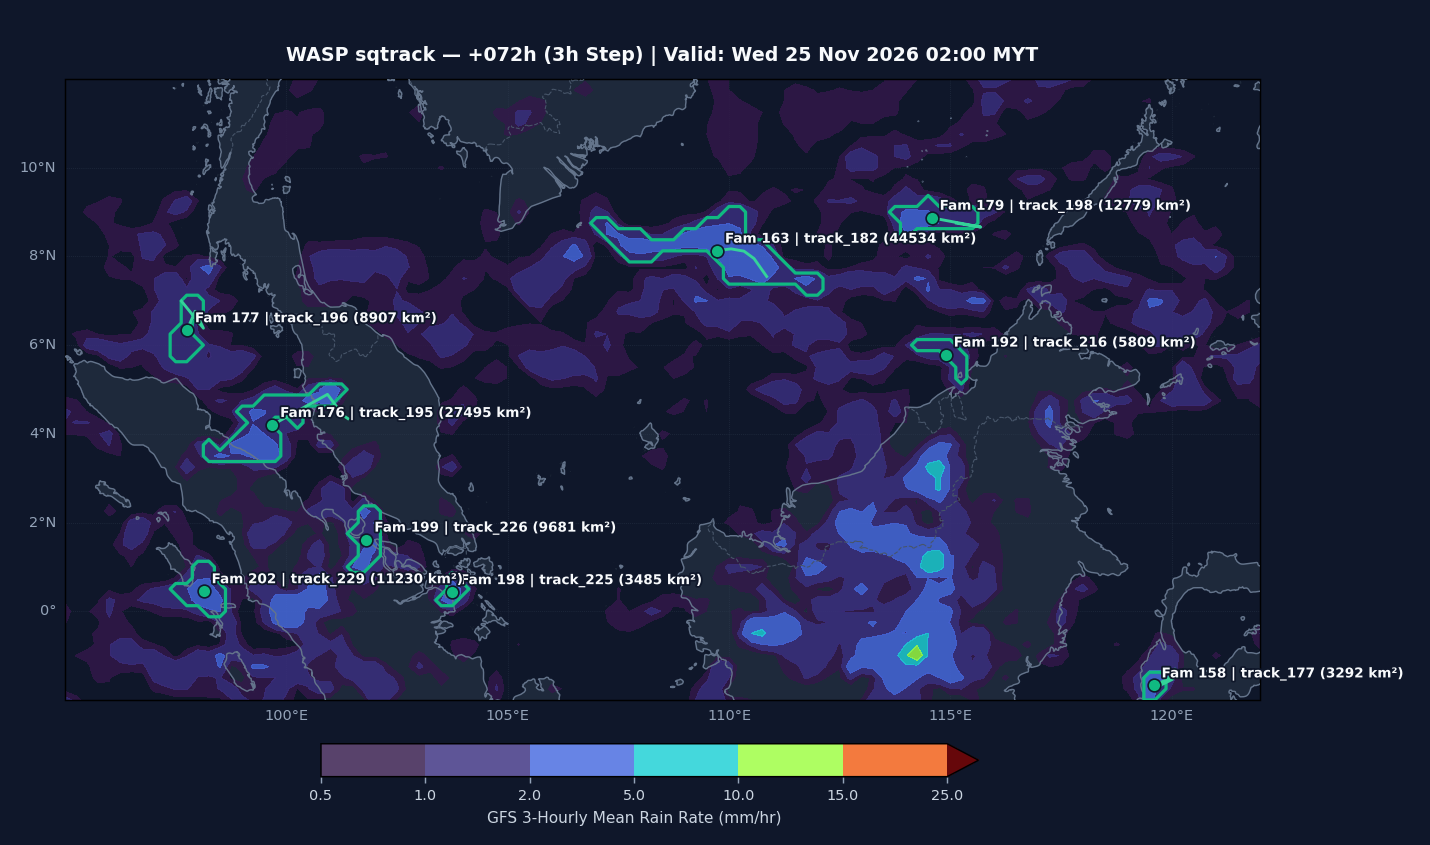 WASP sqtrack — +072h (3h Step) | Valid: Wed 25 Nov 2026 02:00 MYT
10°N
8°N
6°N
4°N
2°N
0°
Fam 179 | track_198 (12779 km²)
Fam 163 | track_182 (44534 km²)
Fam 177 | track_196 (8907 km²)
Fam 192 | track_216 (5809 km²)
Fam 176 | track_195 (27495 km²)
Fam 199 | track_226 (9681 km²)
Fam 202 | track_229 (11230 km²)
Fam 198 | track_225 (3485 km²)
Fam 158 | track_177 (3292 km²)
100°E 105°E 110°E 115°E 120°E
0.5 1.0 2.0 5.0 10.0 15.0 25.0
GFS 3-Hourly Mean Rain Rate (mm/hr)